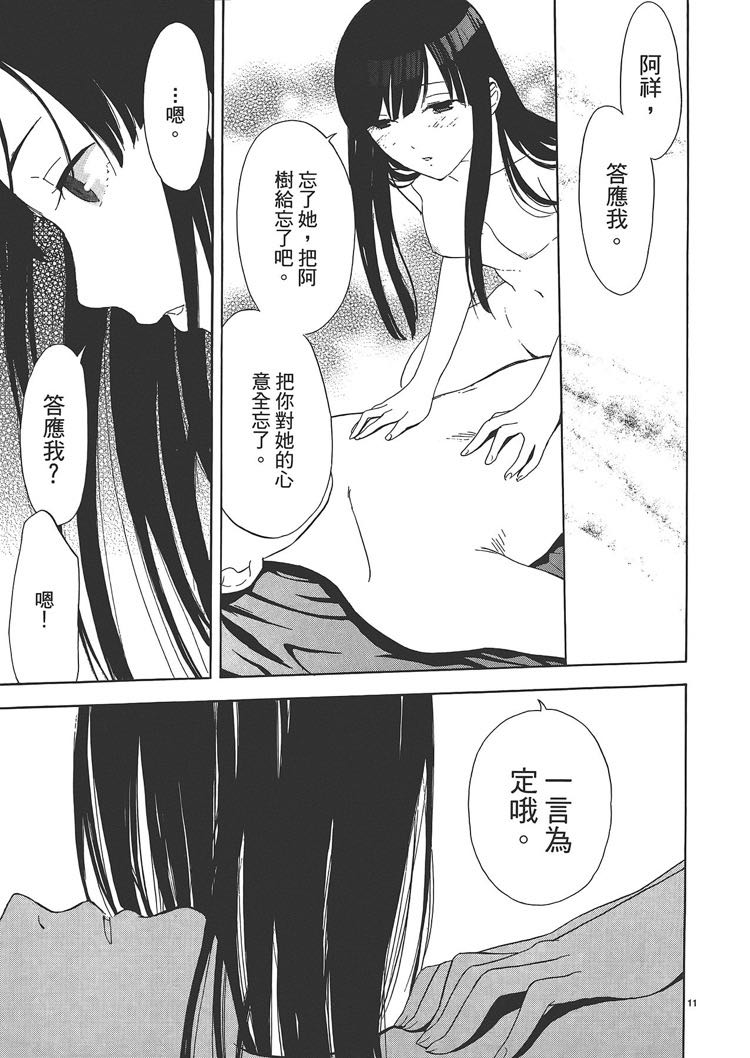 阿祥，
答應我。
忘了她，把阿
樹給忘了吧。
把你對她的心
意全忘了。
…嗯。
答應我？
嗯！
一言為
定哦。
11